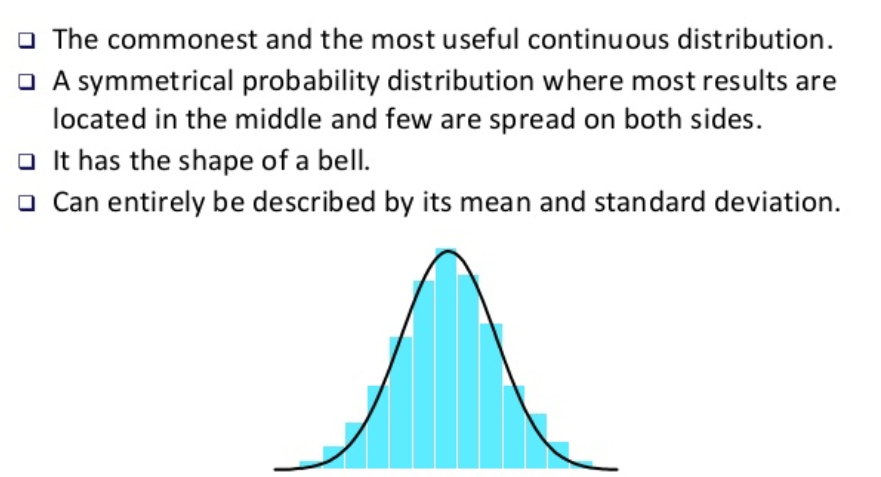 The commonest and the most useful continuous distribution.
A symmetrical probability distribution where most results are
located in the middle and few are spread on both sides.
It has the shape of a bell.
Can entirely be described by its mean and standard deviation.